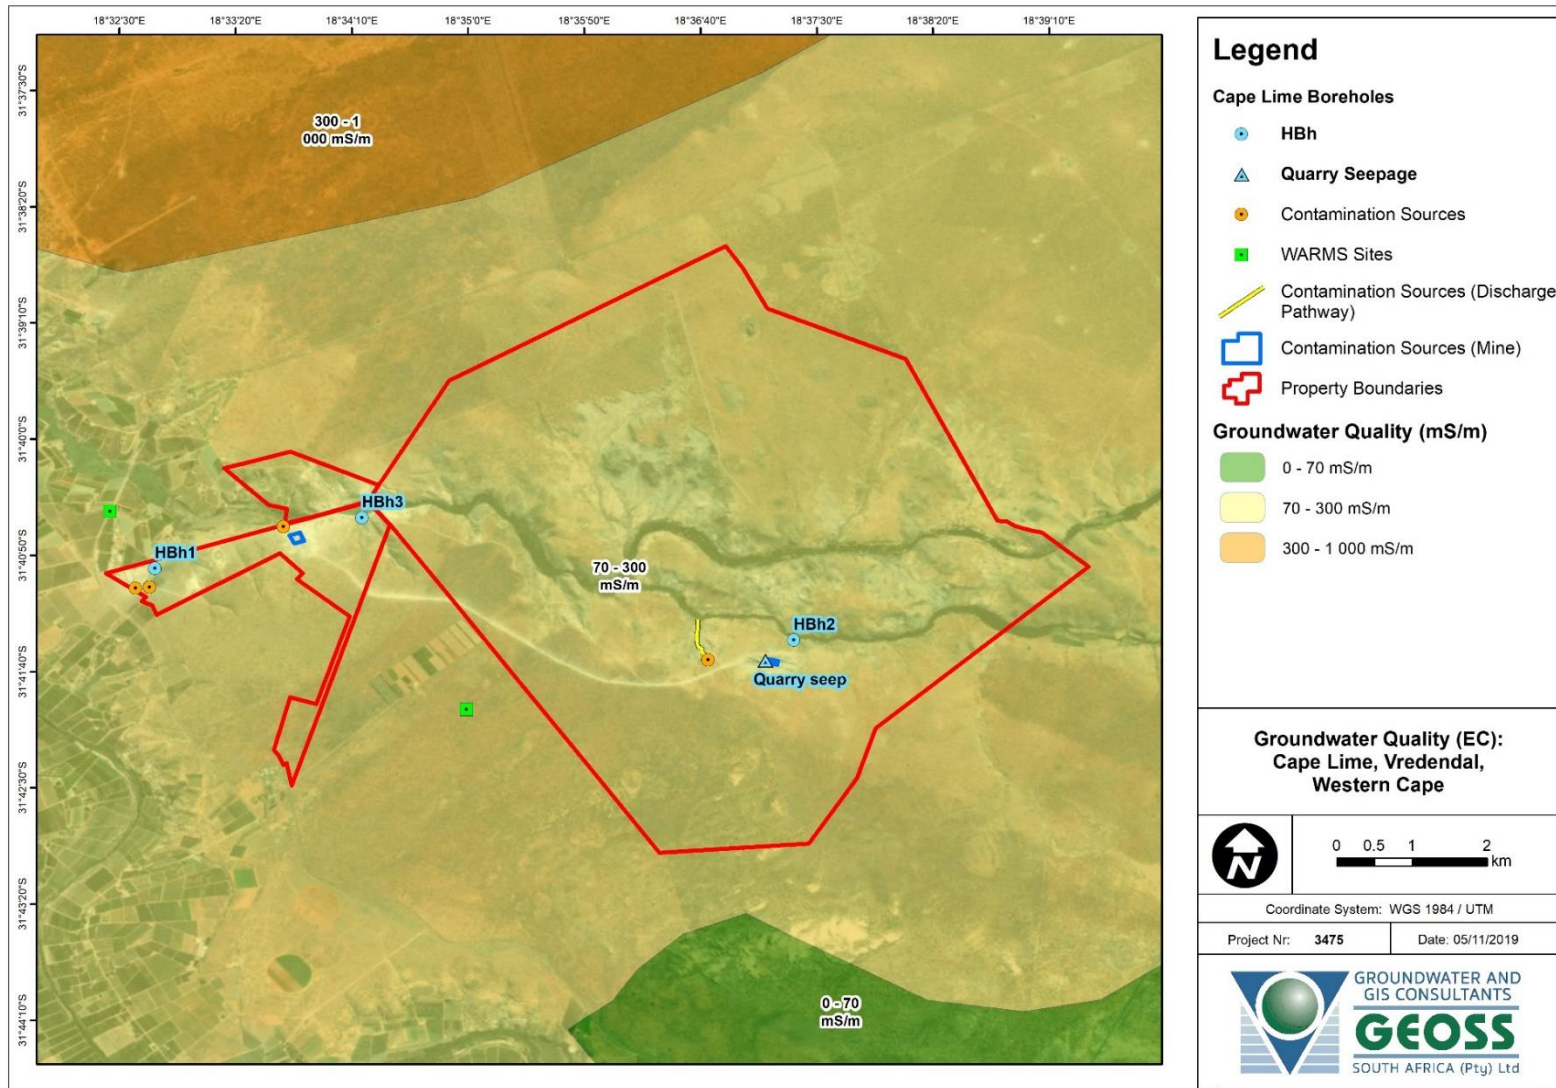 18°32'30"E
18°33'20"E
18°34'10"E
18°35'0"E
18°35'50"E
18°36'40"E
18°37'30"E
18°38'20"E
18°39'10"E
31°37'30"S
31°38'20"S
31°39'10"S
31°40'0"S
31°40'50"S
31°41'40"S
31°42'30"S
31°43'20"S
31°44'10"S
300 - 1
000 mS/m
HBh3
HBh1
70 - 300
mS/m
HBh2
Quarry seep
0 - 70
mS/m
Legend
Cape Lime Boreholes
HBh
Quarry Seepage
Contamination Sources
WARMS Sites
Contamination Sources (Discharge
Pathway)
Contamination Sources (Mine)
Property Boundaries
Groundwater Quality (mS/m)
0 - 70 mS/m
70 - 300 mS/m
300 - 1 000 mS/m
Groundwater Quality (EC):
Cape Lime, Vredendal,
Western Cape
N
0 0.5 1 2
km
Coordinate System: WGS 1984 / UTM
Project Nr: 3475 Date: 05/11/2019
GROUNDWATER AND
GIS CONSULTANTS
GEOSS
SOUTH AFRICA (Pty) Ltd